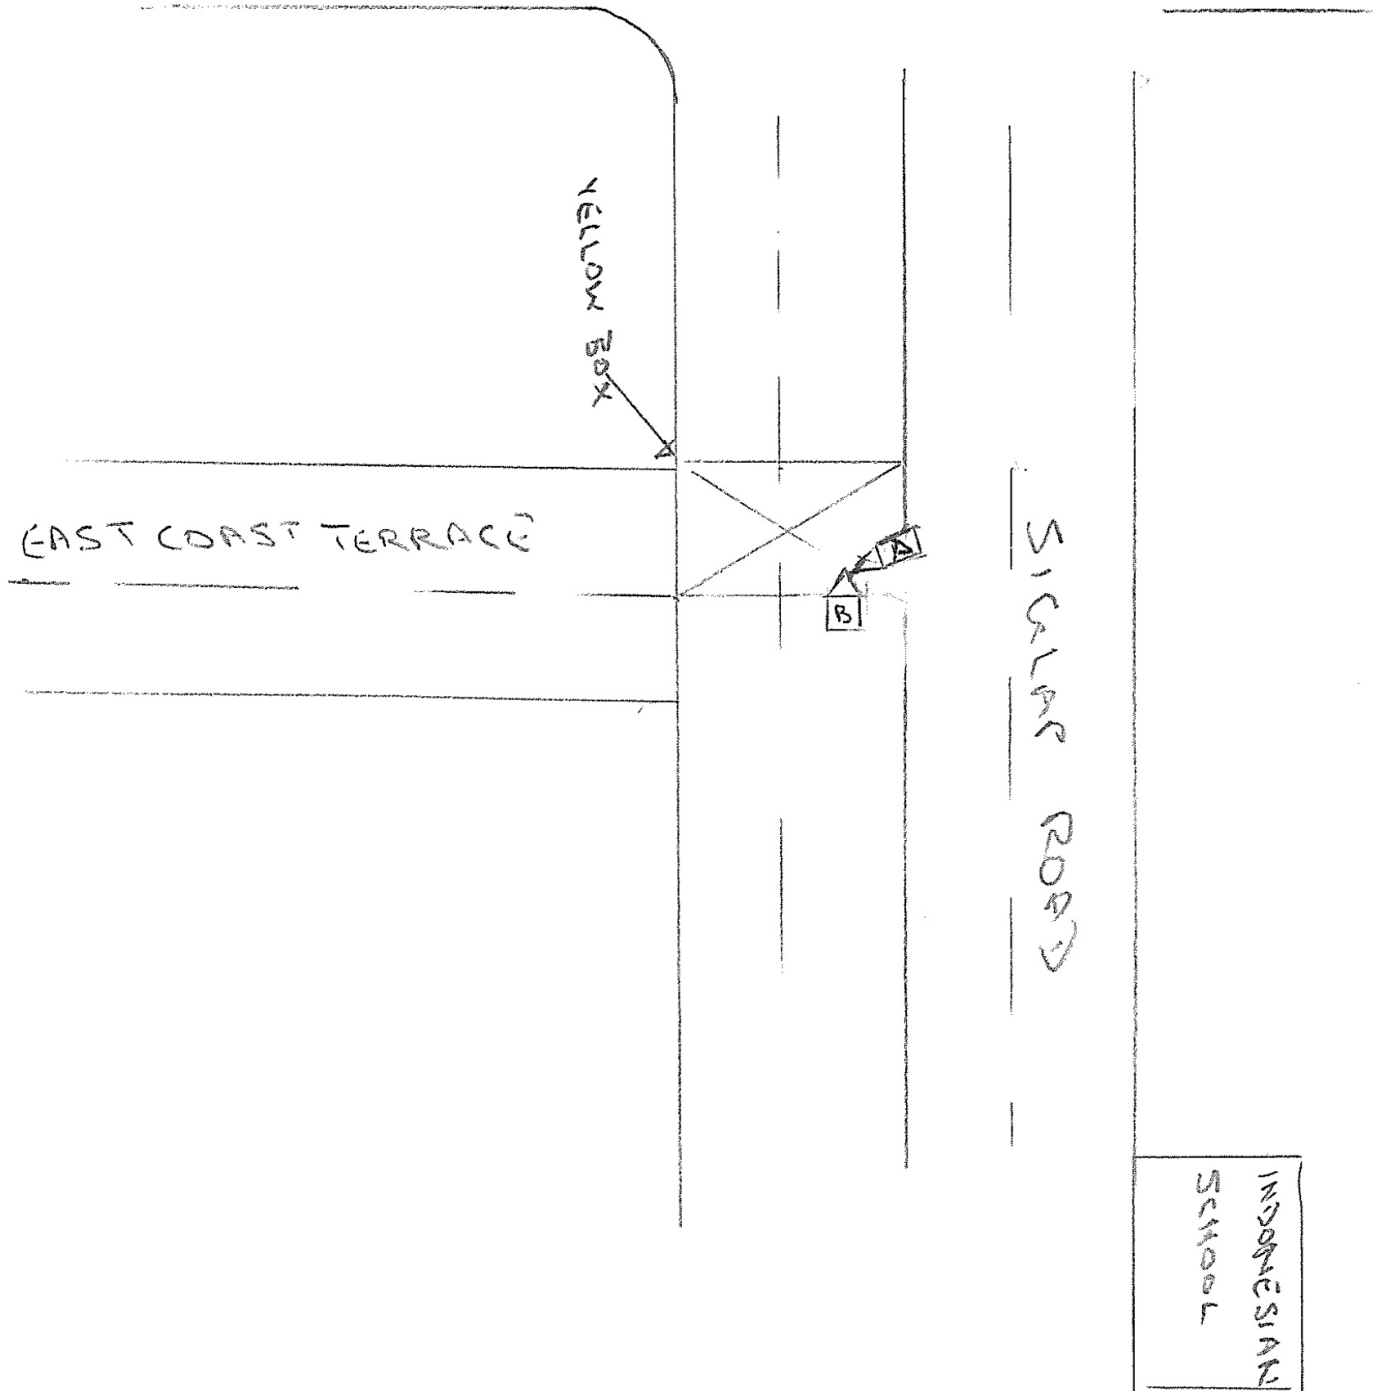 YELLOW BOX
EAST COAST TERRACE
A
B
SIGLAP ROAD
INDONESIAN
SCHOOL